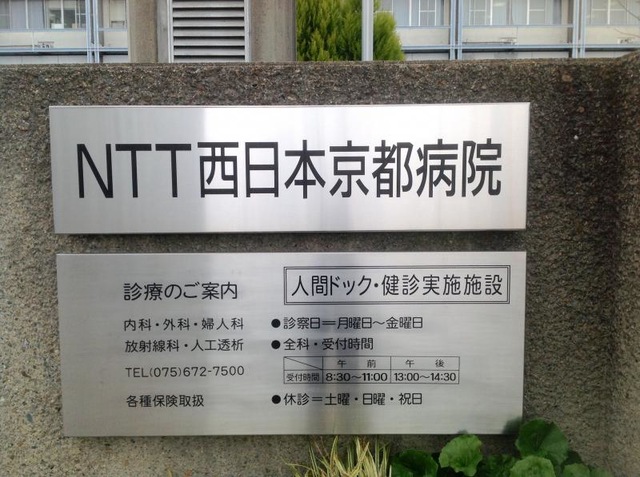 NTT西日本京都病院
診療のご案内
人間ドック・健診実施施設
内科・外科・婦人科
●診察日＝月曜日～金曜日
放射線科・人工透析
●全科・受付時間
午 前 午 後
TEL(075)672-7500
受付時間 8:30～11:00 13:00～14:30
各種保険取扱
●休診＝土曜・日曜・祝日